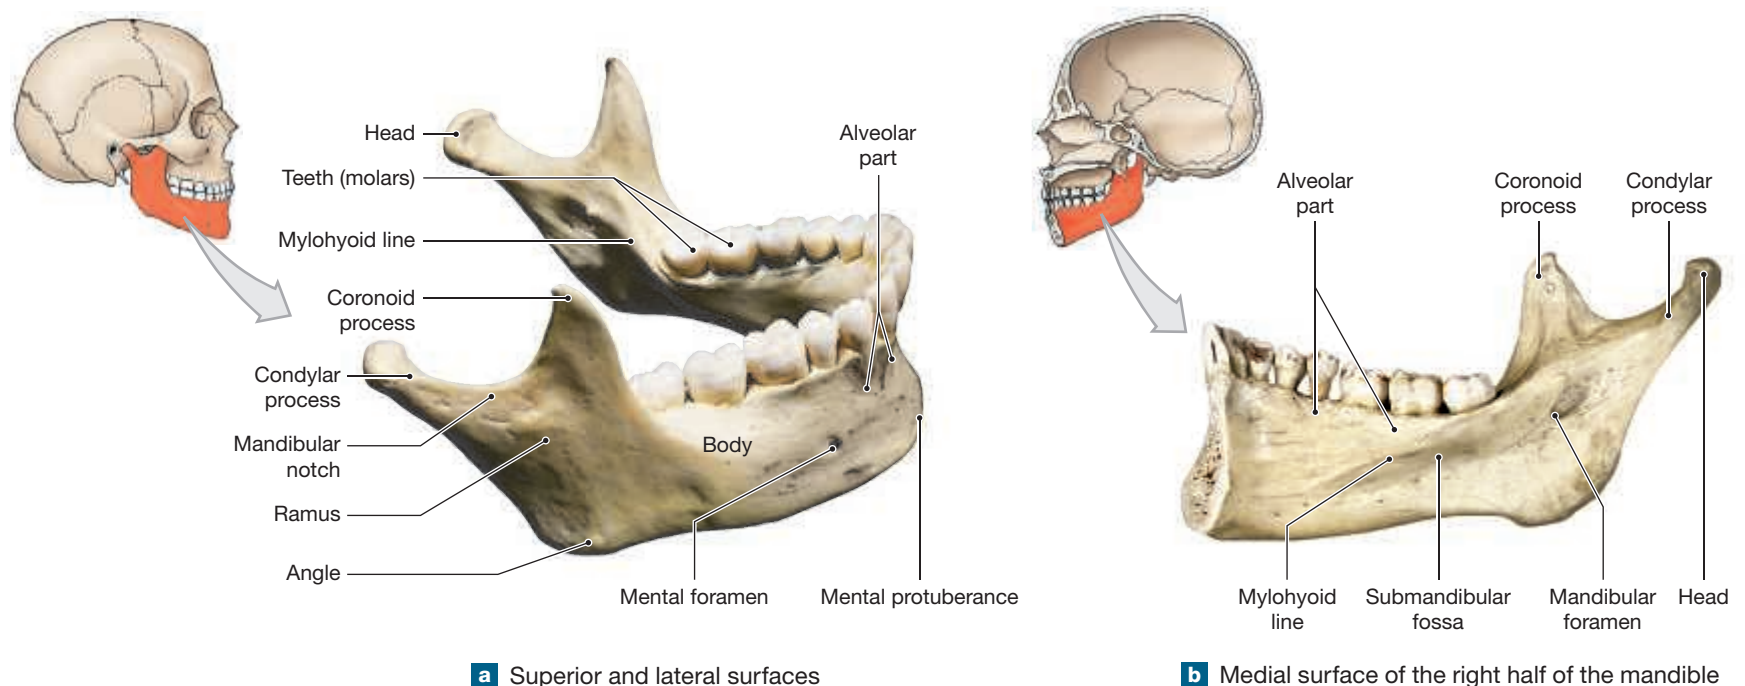 Head
Teeth (molars)
Mylohyoid line
Coronoid
process
Condylar
process
Mandibular
notch
Ramus
Angle
Alveolar
part
Body
Mental foramen
Mental protuberance
a Superior and lateral surfaces
Alveolar
part
Coronoid
process
Condylar
process
Mylohyoid
line
Submandibular
fossa
Mandibular
foramen
Head
b Medial surface of the right half of the mandible